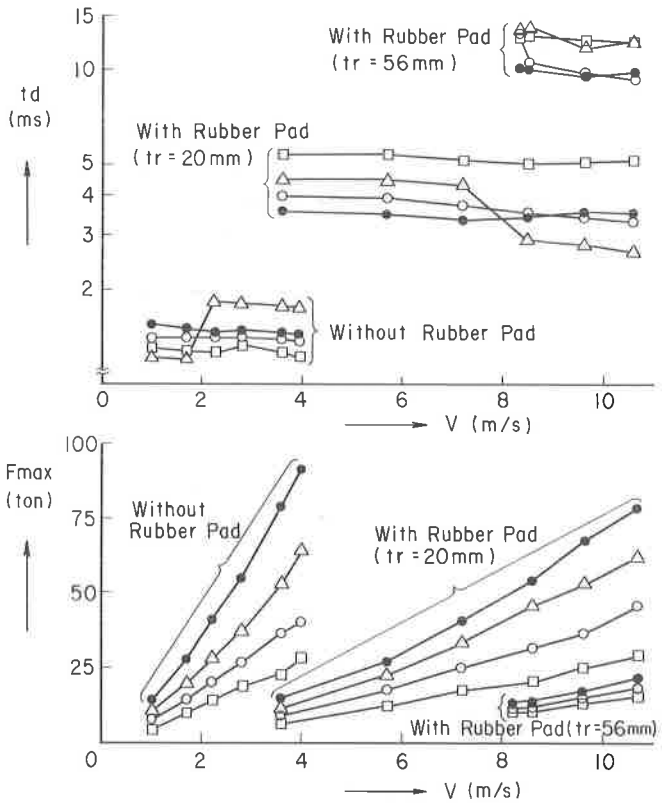 15
With Rubber Pad
(tr = 56mm)
10
td
(ms)
With Rubber Pad
(tr = 20mm)
5
4
3
2
Without Rubber Pad
0
2
4
6
8
10
V (m/s)
100
Fmax
(ton)
Without
Rubber Pad
75
With Rubber Pad
(tr = 20mm)
50
25
With Rubber Pad(tr=56mm)
0
2
4
6
8
10
V (m/s)